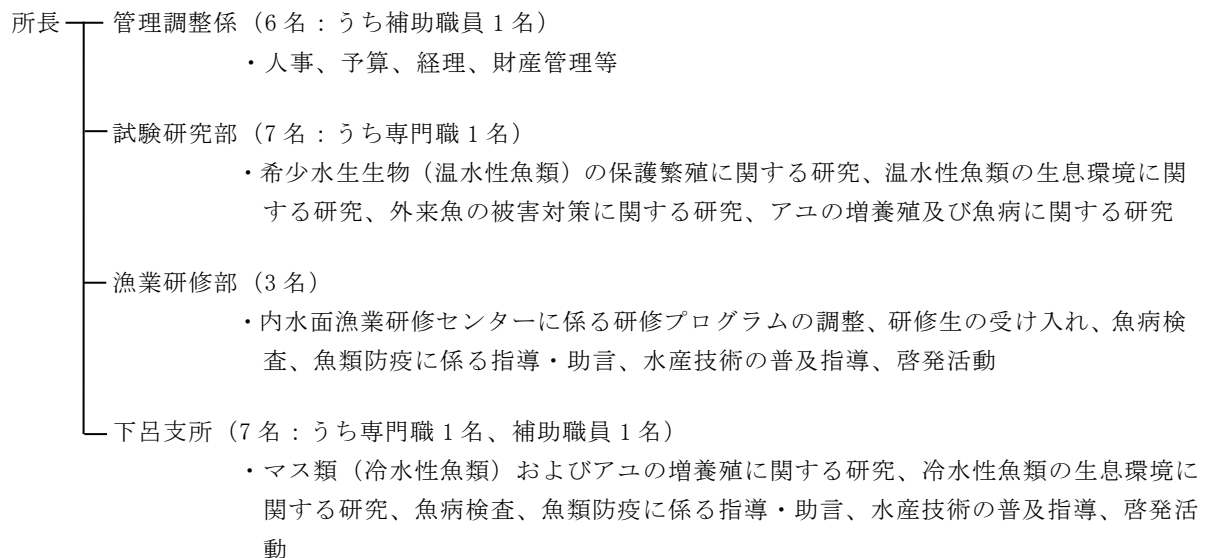 所長 管理調整係（6名：うち補助職員1名）
・人事、予算、経理、財産管理等
試験研究部（7名：うち専門職1名）
・希少水生生物（温水性魚類）の保護繁殖に関する研究、温水性魚類の生息環境に関
する研究、外来魚の被害対策に関する研究、アユの増養殖及び魚病に関する研究
漁業研修部（3名）
・内水面漁業研修センターに係る研修プログラムの調整、研修生の受け入れ、魚病検
査、魚類防疫に係る指導・助言、水産技術の普及指導、啓発活動
下呂支所（7名：うち専門職1名、補助職員1名）
・マス類（冷水性魚類）およびアユの増養殖に関する研究、冷水性魚類の生息環境に
関する研究、魚病検査、魚類防疫に係る指導・助言、水産技術の普及指導、啓発活
動